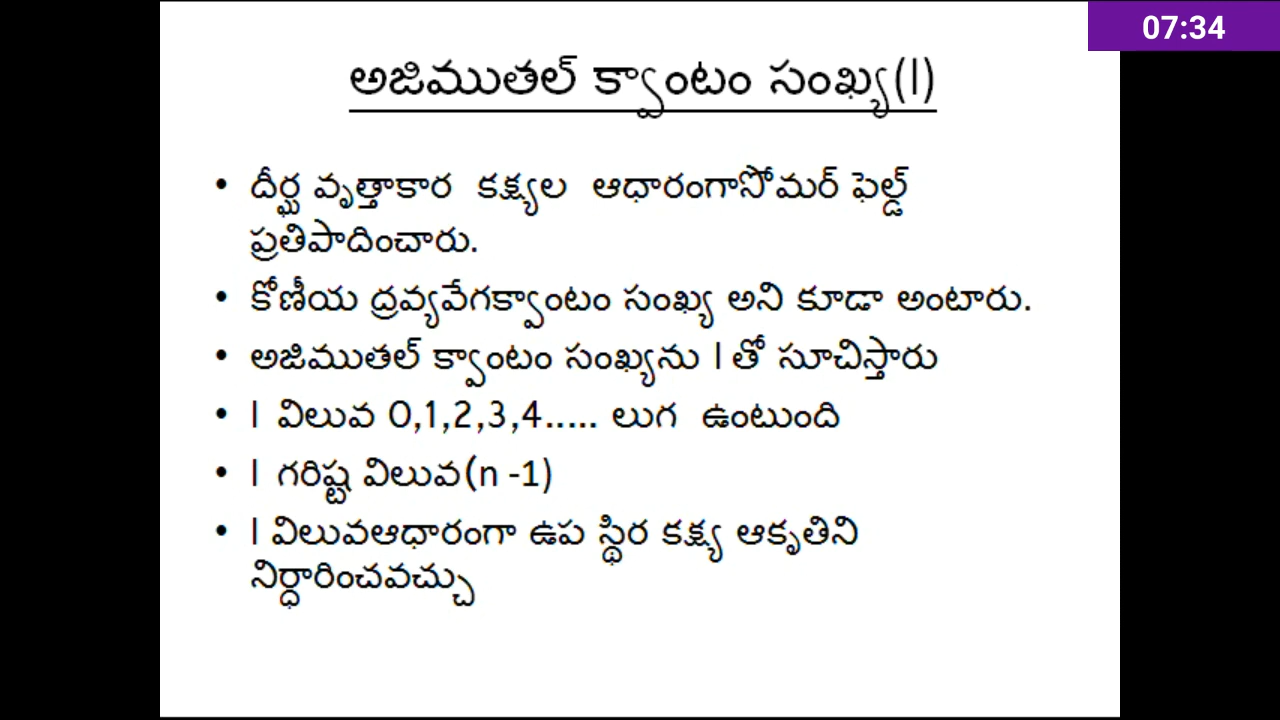 07:34
అజిముతల్ క్వాంటం సంఖ్య(l)
• దీర్ఘ వృత్తాకార కక్ష్యల ఆధారంగాసోమర్ ఫెల్డ్
ప్రతిపాదించారు.
• కోణీయ ద్రవ్యవేగక్వాంటం సంఖ్య అని కూడా అంటారు.
• అజిముతల్ క్వాంటం సంఖ్యను l తో సూచిస్తారు
• l విలువ 0,1,2,3,4..... లుగ ఉంటుంది
• l గరిష్ట విలువ(n -1)
• l విలువఆధారంగా ఉప స్థిర కక్ష్య ఆకృతిని
నిర్ధారించవచ్చు